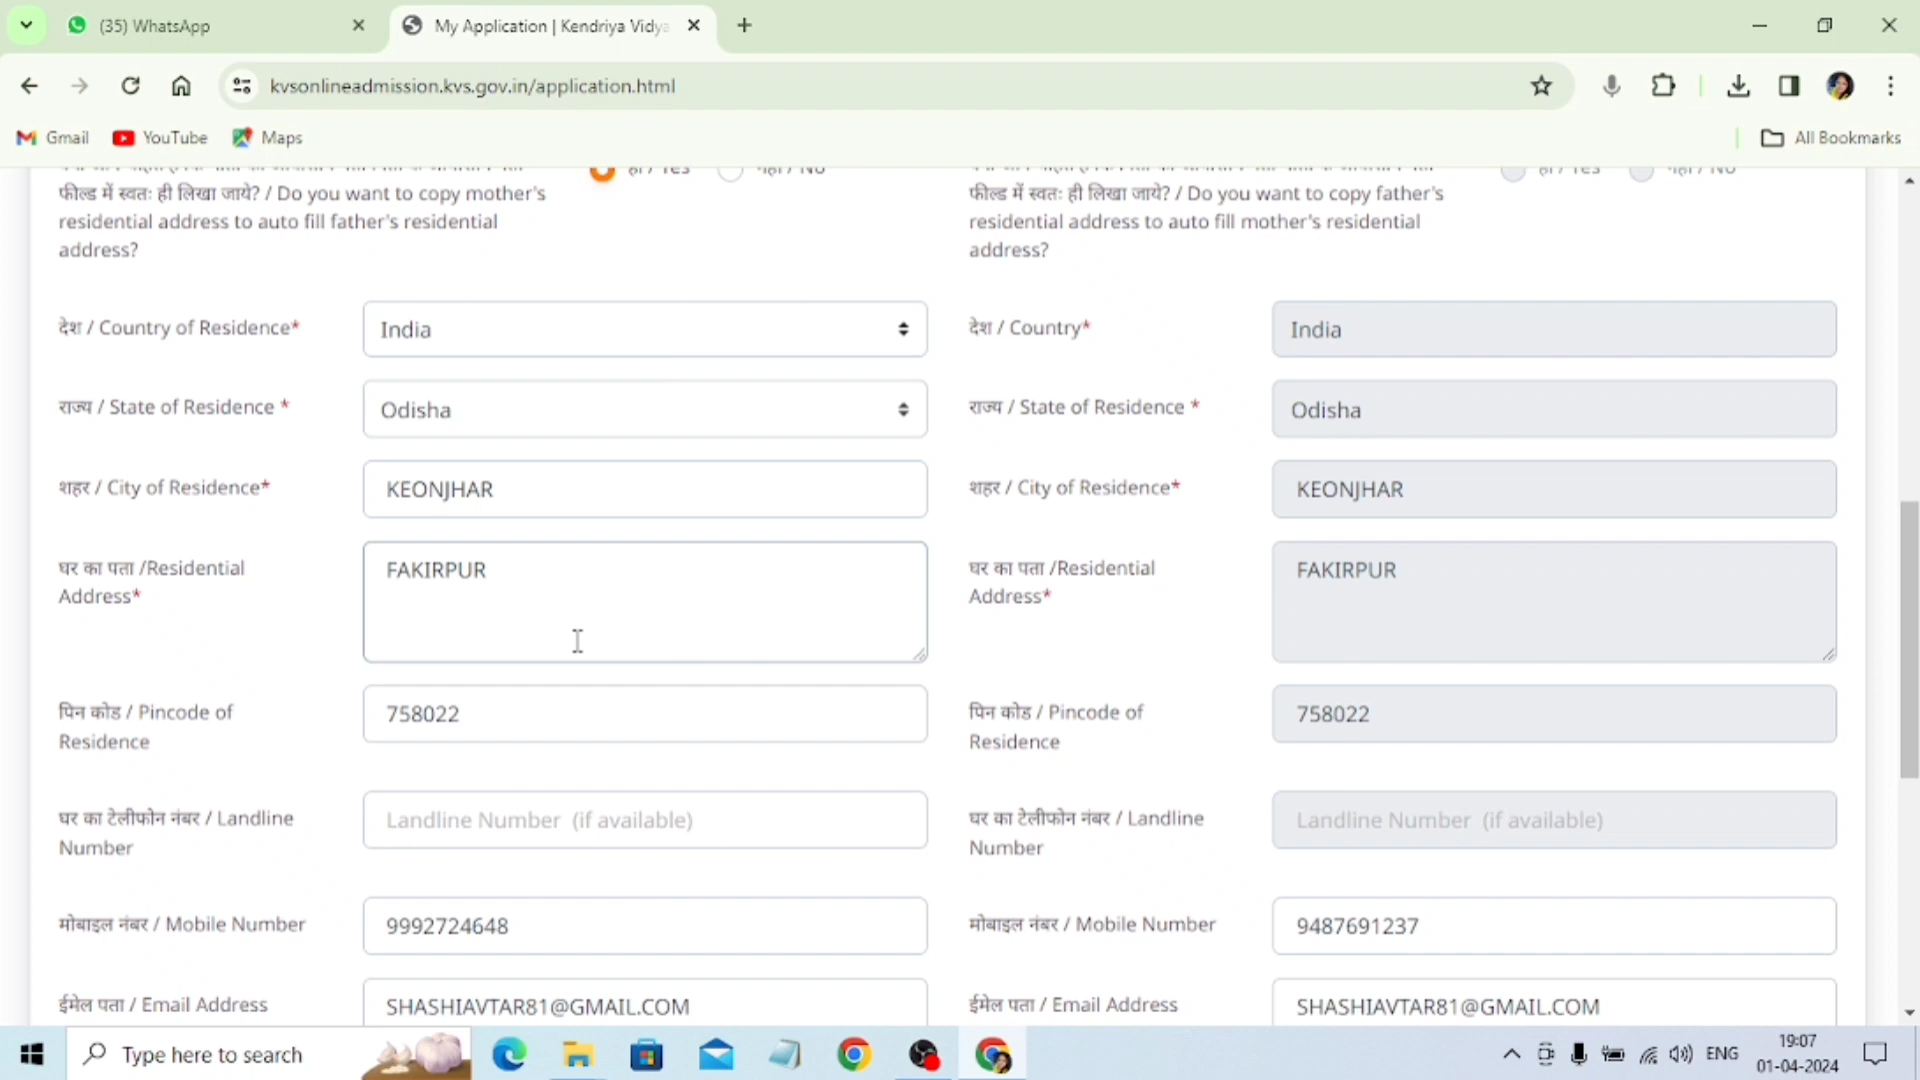 (35) WhatsApp
My Application | Kendriya Vidya
kvsonlineadmission.kvs.gov.in/application.html
Gmail
YouTube
Maps
All Bookmarks
हाँ / Yes
नहीं / No
हाँ / Yes
नहीं / No
फील्ड में स्वतः ही लिखा जाये? / Do you want to copy mother's
residential address to auto fill father's residential
address?
फील्ड में स्वतः ही लिखा जाये? / Do you want to copy father's
residential address to auto fill mother's residential
address?
देश / Country of Residence*
India
देश / Country*
India
राज्य / State of Residence *
Odisha
राज्य / State of Residence *
Odisha
शहर / City of Residence*
KEONJHAR
शहर / City of Residence*
KEONJHAR
घर का पता /Residential
Address*
FAKIRPUR
घर का पता /Residential
Address*
FAKIRPUR
पिन कोड / Pincode of
Residence
758022
पिन कोड / Pincode of
Residence
758022
घर का टेलीफोन नंबर / Landline
Number
Landline Number (if available)
घर का टेलीफोन नंबर / Landline
Number
Landline Number (if available)
मोबाइल नंबर / Mobile Number
9992724648
मोबाइल नंबर / Mobile Number
9487691237
ईमेल पता / Email Address
SHASHIAVTAR81@GMAIL.COM
ईमेल पता / Email Address
SHASHIAVTAR81@GMAIL.COM
Type here to search
ENG
19:07
01-04-2024